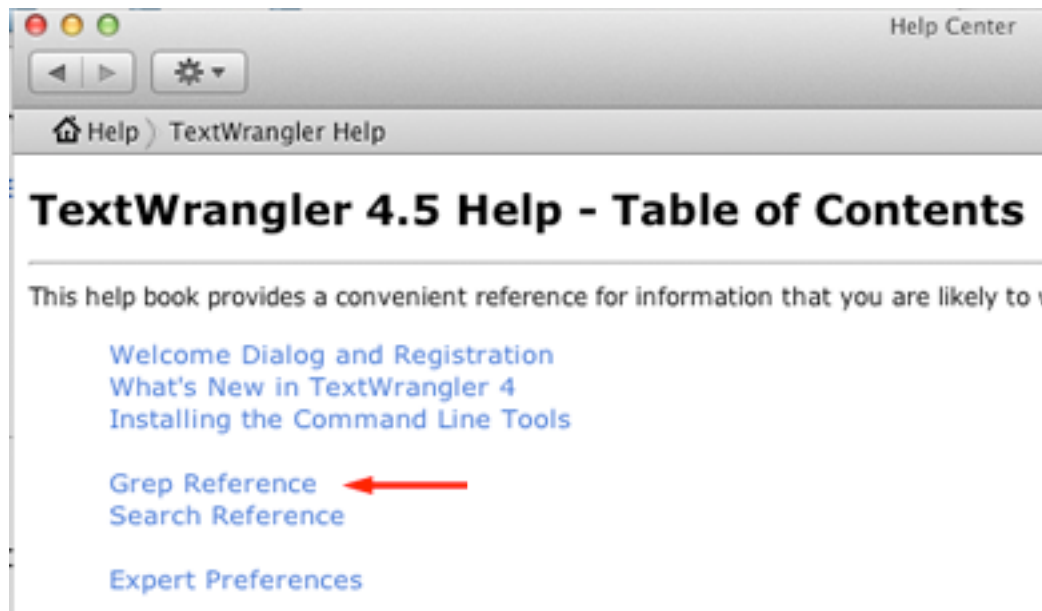 Help Center
Help TextWrangler Help
TextWrangler 4.5 Help - Table of Contents
This help book provides a convenient reference for information that you are likely to
Welcome Dialog and Registration
What's New in TextWrangler 4
Installing the Command Line Tools
Grep Reference
Search Reference
Expert Preferences